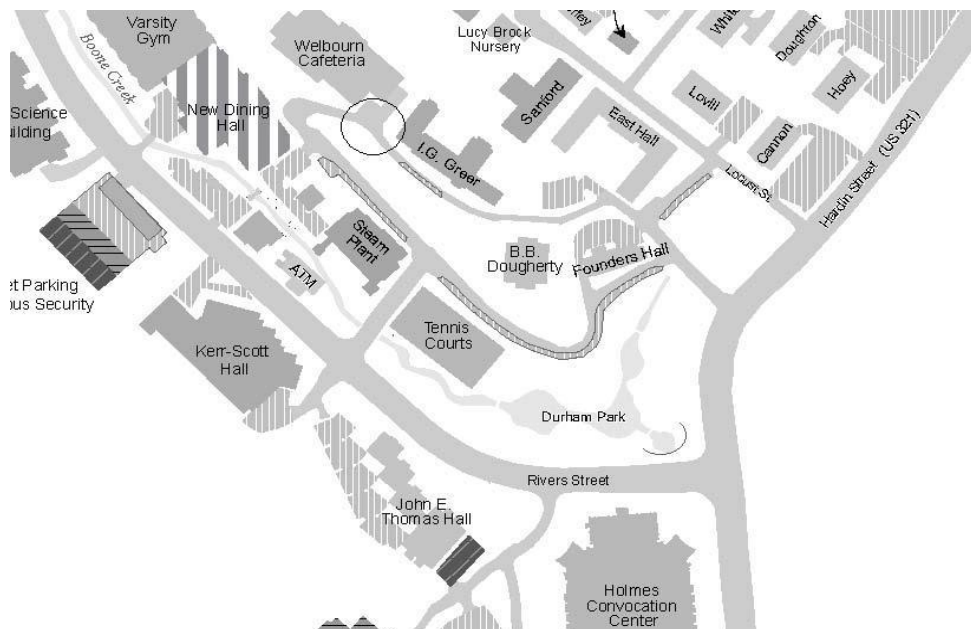 Varsity
Gym
Boone Creek
Welbourn
Cafeteria
Lucy Brock
Nursery
Doughton
Hoey
Sanford
Lovill
Cannon
East Hall
Science
New Dining
Hall
I.G. Greer
Locust St
Hardin Street (US 321)
Steam
Plant
ATM
B.B.
Dougherty
Founders Hall
et Parking
ous Security
Tennis
Courts
Kerr-Scott
Hall
Durham Park
Rivers Street
John E.
Thomas Hall
Holmes
Convocation
Center